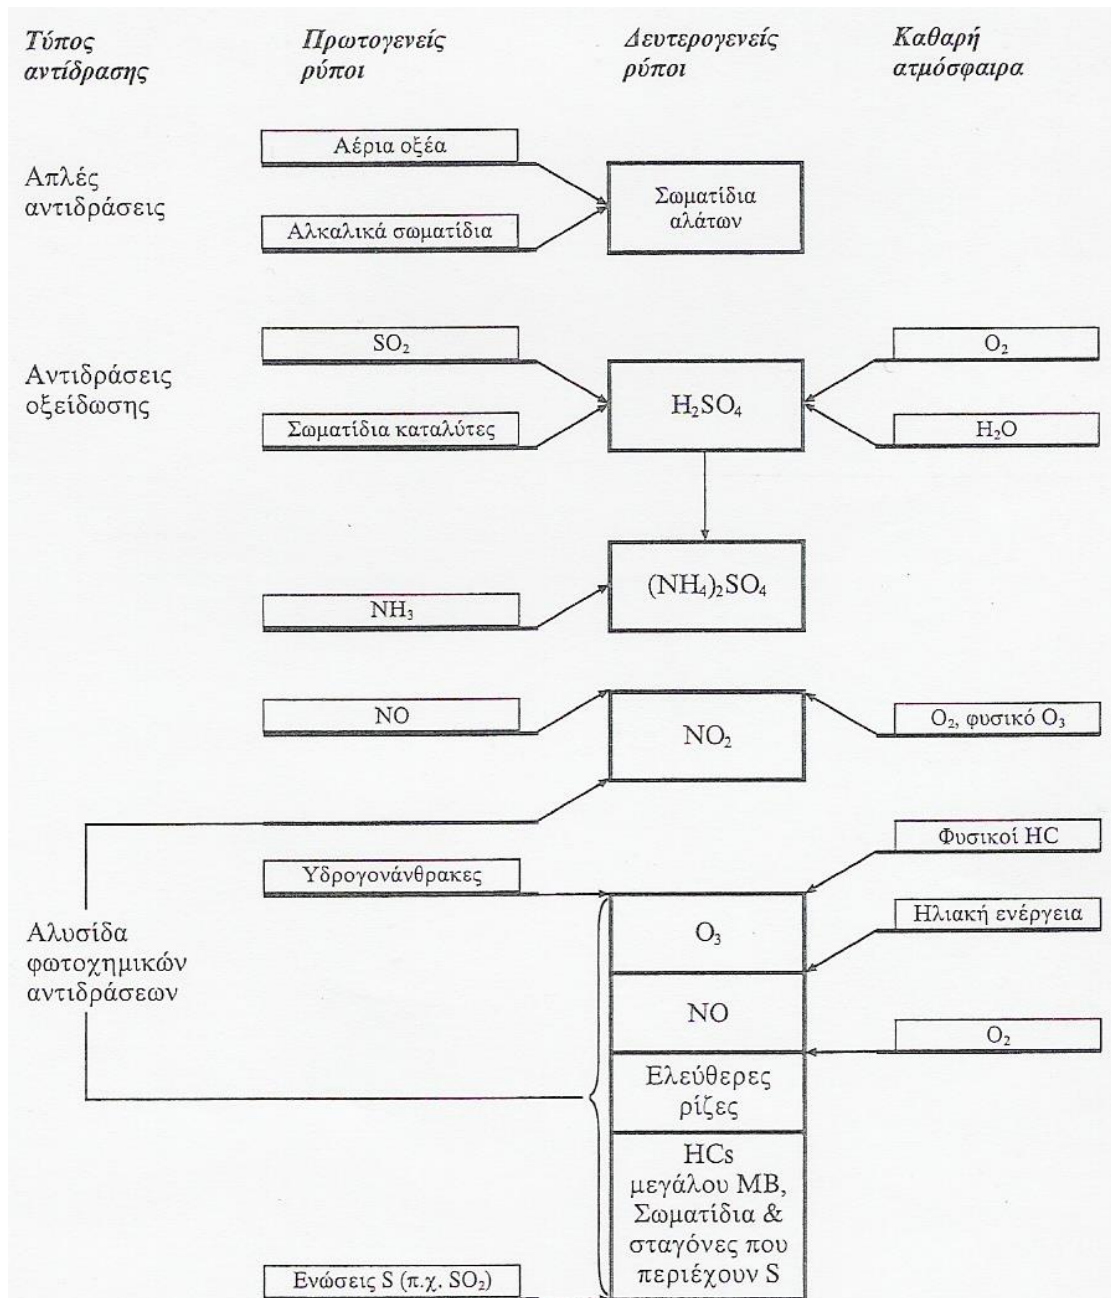 Τύπος αντίδρασης
Πρωτογενείς ρύποι
Δευτερογενείς ρύποι
Καθαρή ατμόσφαιρα
Απλές αντιδράσεις
Αέρια οξέα
Αλκαλικά σωματίδια
Σωματίδια
αλάτων
Αντιδράσεις
οξείδωσης
SO₂
Σωματίδια καταλύτες
H₂SO₄
O₂
H₂O
NH₃
(NH₄)₂SO₄
NO
NO₂
O₂, φυσικό O₃
Αλυσίδα
φωτοχημικών
αντιδράσεων
Υδρογονάνθρακες
Φυσικοί HC
Ηλιακή ενέργεια
O₂
O₃
NO
Ελεύθερες
ρίζες
HCs
μεγάλου ΜΒ,
Σωματίδια &
σταγόνες που
περιέχουν S
Ενώσεις S (π.χ. SO₂)